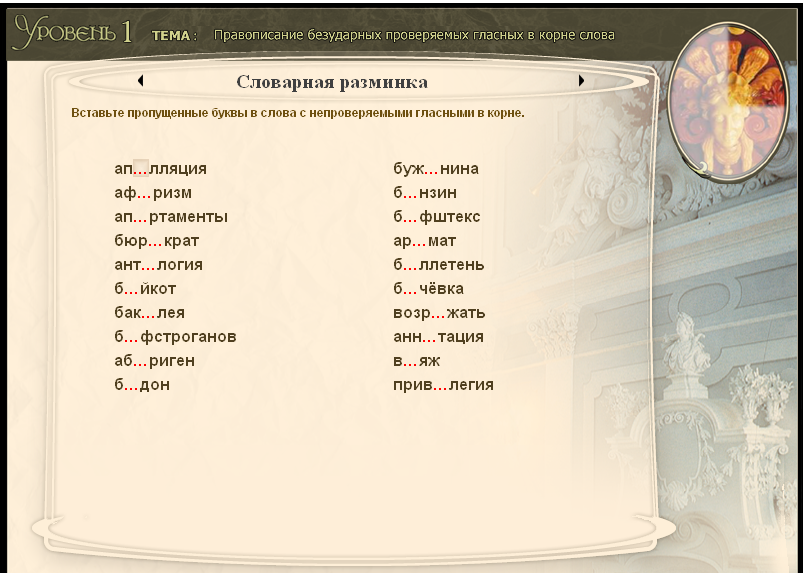 Уровень 1 ТЕМА : Правописание безударных проверяемых гласных в корне слова
Словарная разминка
Вставьте пропущенные буквы в слова с непроверяемыми гласными в корне.
ап...лляция
аф...ризм
ап...ртаменты
бюр...крат
ант...логия
б...йкот
бак...лея
б...фстроганов
аб...риген
б...дон
буж...нина
б...нзин
б...фштекс
ар...мат
б...ллетень
б...чёвка
возр...жать
анн...тация
в...яж
прив...легия